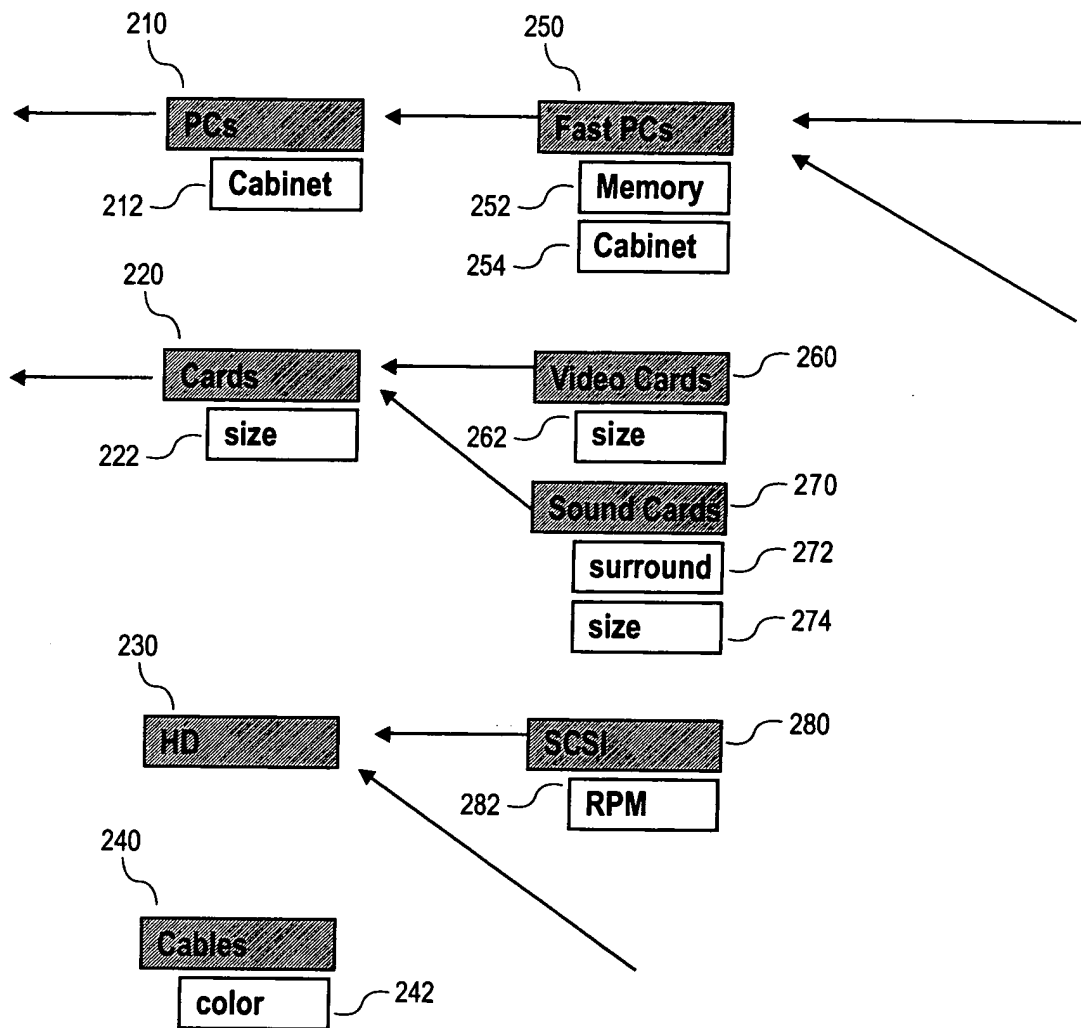 210
250
PCs
Fast PCs
212
Cabinet
252
Memory
254
Cabinet
220
Cards
Video Cards
260
222
size
262
size
Sound Cards
270
surround
272
size
274
230
HD
SCSI
280
282
RPM
240
Cables
color
242